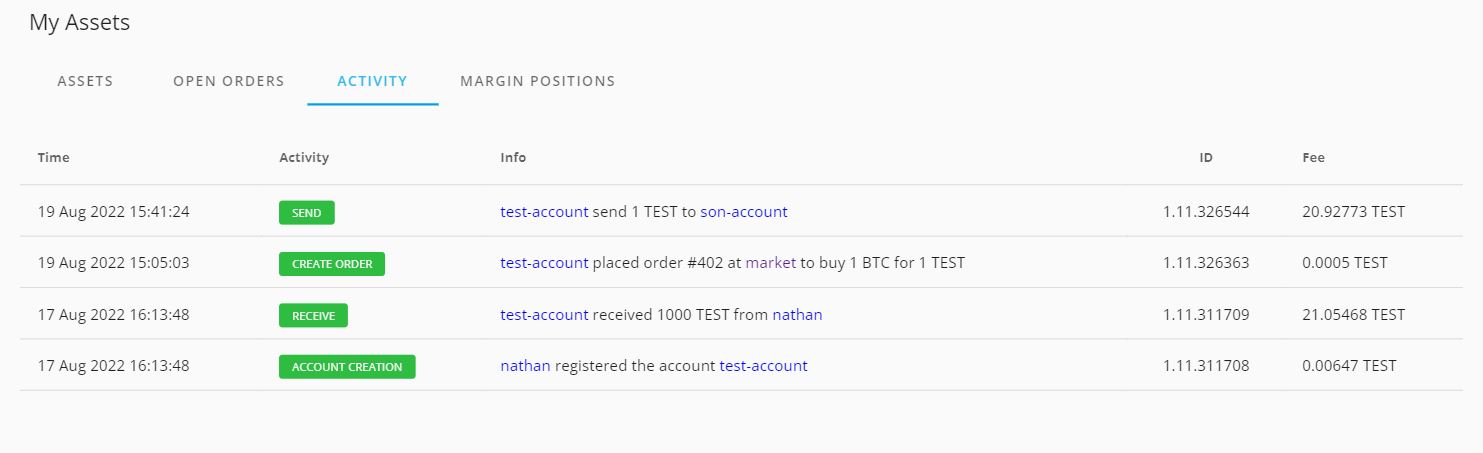 My Assets
ASSETS OPEN ORDERS ACTIVITY MARGIN POSITIONS
Time Activity Info ID Fee
19 Aug 2022 15:41:24 SEND test-account send 1 TEST to son-account 1.11.326544 20.92773 TEST
19 Aug 2022 15:05:03 CREATE ORDER test-account placed order #402 at market to buy 1 BTC for 1 TEST 1.11.326363 0.0005 TEST
17 Aug 2022 16:13:48 RECEIVE test-account received 1000 TEST from nathan 1.11.311709 21.05468 TEST
17 Aug 2022 16:13:48 ACCOUNT CREATION nathan registered the account test-account 1.11.311708 0.00647 TEST